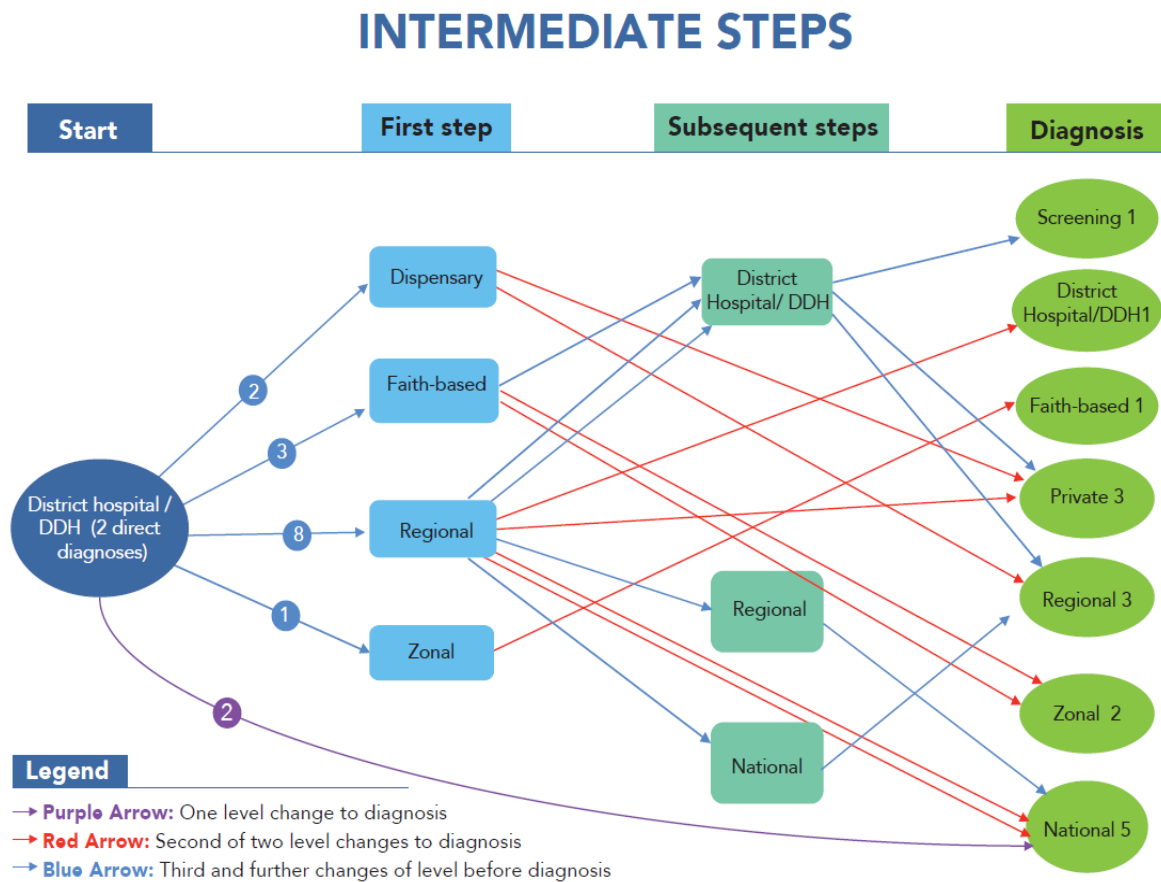 INTERMEDIATE STEPS
Start
First step
Subsequent steps
Diagnosis
Screening 1
Dispensary
District
Hospital/ DDH
District
Hospital/DDH1
Faith-based
Faith-based 1
2
3
District hospital /
DDH (2 direct
diagnoses)
8
Regional
Private 3
1
Regional
Regional 3
Zonal
2
Zonal 2
National
National 5
Legend
Purple Arrow: One level change to diagnosis
Red Arrow: Second of two level changes to diagnosis
Blue Arrow: Third and further changes of level before diagnosis